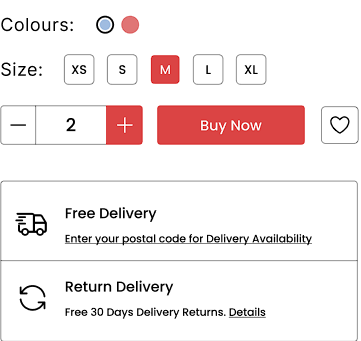 Colours:
Size: XS S M L XL
2 Buy Now
Free Delivery
Enter your postal code for Delivery Availability
Return Delivery
Free 30 Days Delivery Returns. Details